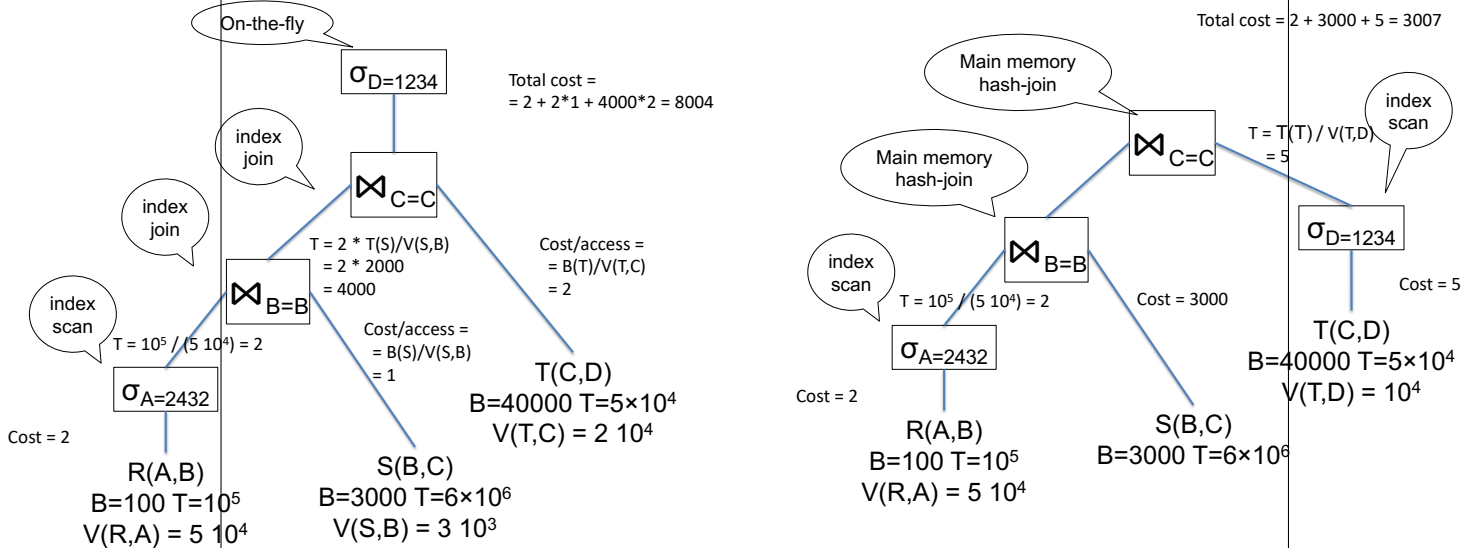 On-the-fly
σD=1234
Total cost =
= 2 + 2*1 + 4000*2 = 8004
index
join
⋈ C=C
index
join
T = 2 * T(S)/V(S,B)
= 2 * 2000
= 4000
Cost/access =
= B(T)/V(T,C)
= 2
⋈ B=B
index
scan
T = 10⁵ / (5 10⁴) = 2
Cost/access =
= B(S)/V(S,B)
= 1
σA=2432
Cost = 2
T(C,D)
B=40000 T=5×10⁴
V(T,C) = 2 10⁴
R(A,B)
B=100 T=10⁵
V(R,A) = 5 10⁴
S(B,C)
B=3000 T=6×10⁶
V(S,B) = 3 10³
Total cost = 2 + 3000 + 5 = 3007
Main memory
hash-join
index
scan
⋈ C=C
T = T(T) / V(T,D)
= 5
Main memory
hash-join
σD=1234
⋈ B=B
index
scan
T = 10⁵ / (5 10⁴) = 2
Cost = 3000
Cost = 5
σA=2432
T(C,D)
B=40000 T=5×10⁴
V(T,D) = 10⁴
Cost = 2
R(A,B)
B=100 T=10⁵
V(R,A) = 5 10⁴
S(B,C)
B=3000 T=6×10⁶